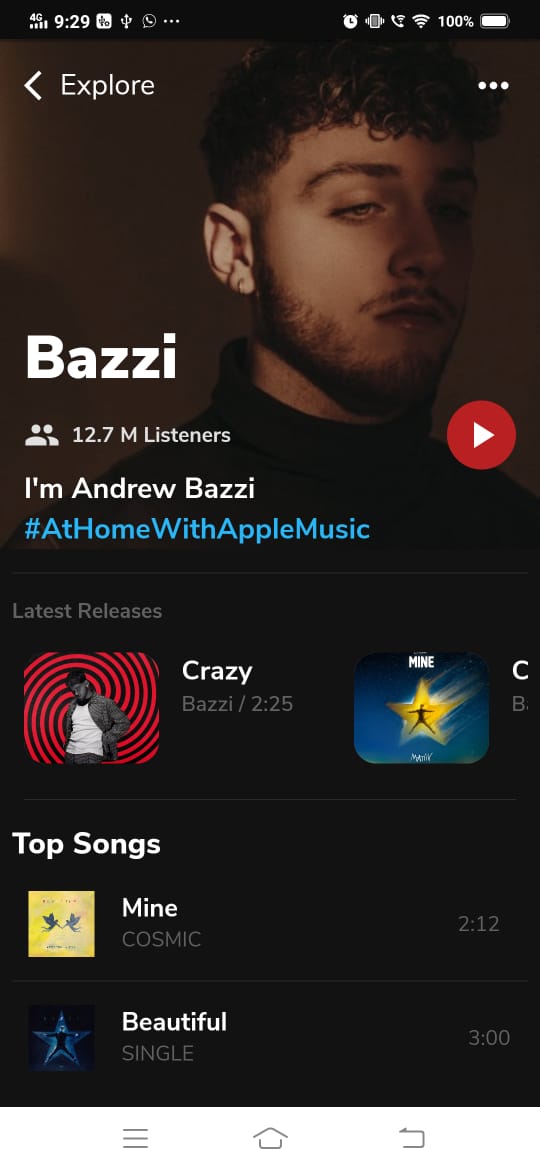 4G 9:29 100%
Explore
Bazzi
12.7 M Listeners
I'm Andrew Bazzi
#AtHomeWithAppleMusic
Latest Releases
Crazy
Bazzi / 2:25
MINE
C
Ba
Top Songs
Mine
COSMIC
2:12
Beautiful
SINGLE
3:00